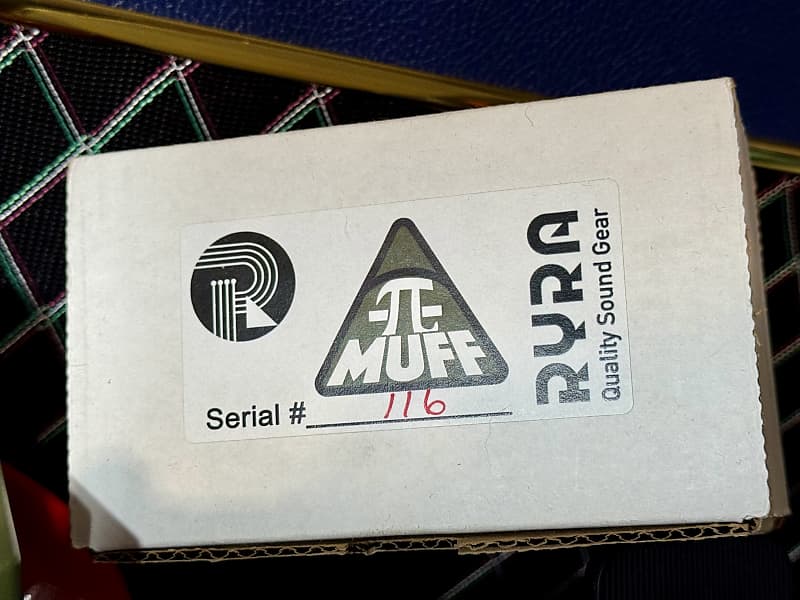 R
-π-
MUFF
Serial # 116
RYRA
Quality Sound Gear